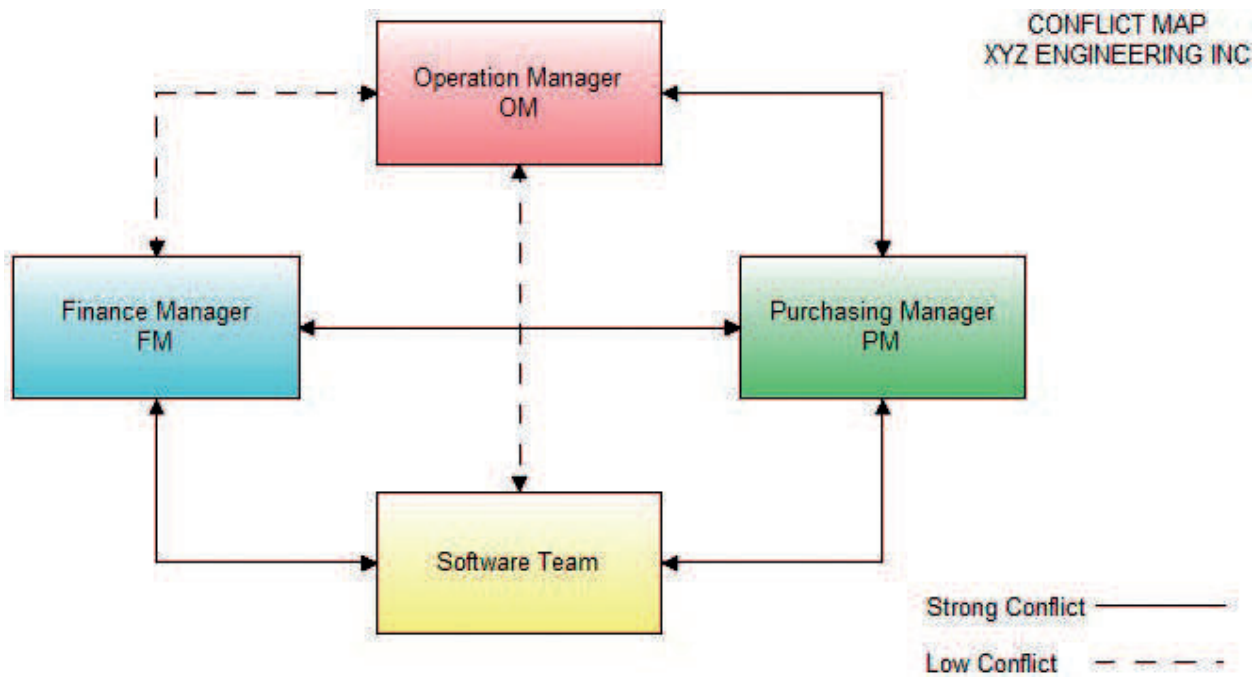 CONFLICT MAP
XYZ ENGINEERING INC
Operation Manager
OM
Finance Manager
FM
Purchasing Manager
PM
Software Team
Strong Conflict
Low Conflict